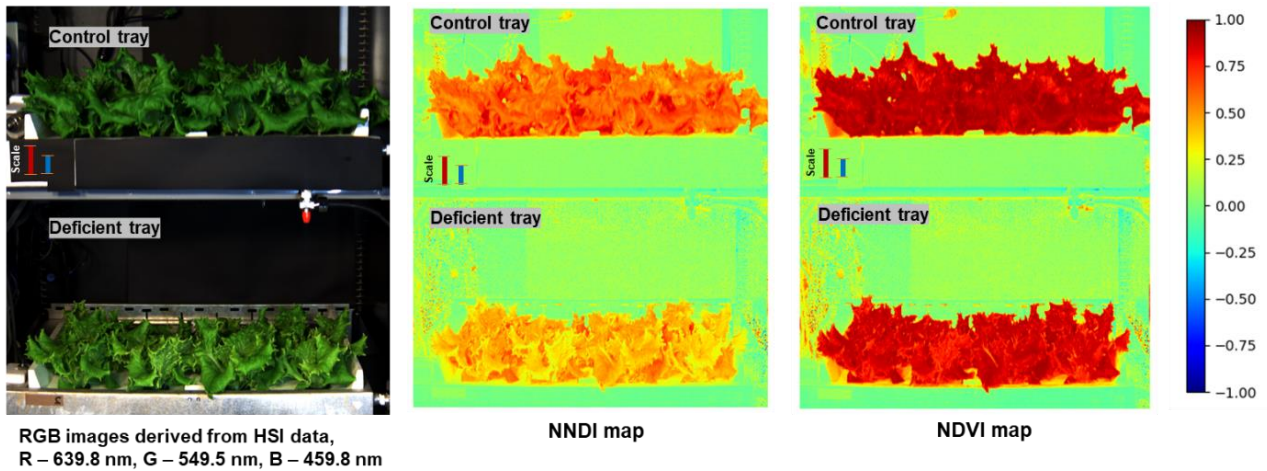 Control tray
Scale
Deficient tray
RGB images derived from HSI data,
R – 639.8 nm, G – 549.5 nm, B – 459.8 nm
Control tray
Scale
Deficient tray
NNDI map
Control tray
Scale
Deficient tray
NDVI map
1.00
0.75
0.50
0.25
0.00
−0.25
−0.50
−0.75
−1.00